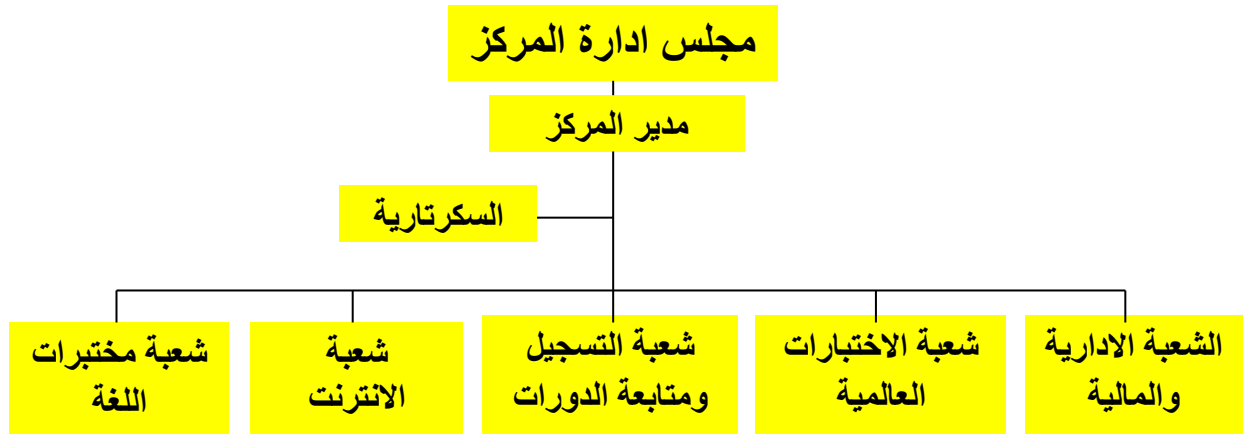 مجلس ادارة المركز
مدير المركز
السكرتارية
الشعبة الادارية
والمالية
شعبة الاختبارات
العالمية
شعبة التسجيل
ومتابعة الدورات
شعبة
الانترنت
شعبة مختبرات
اللغة